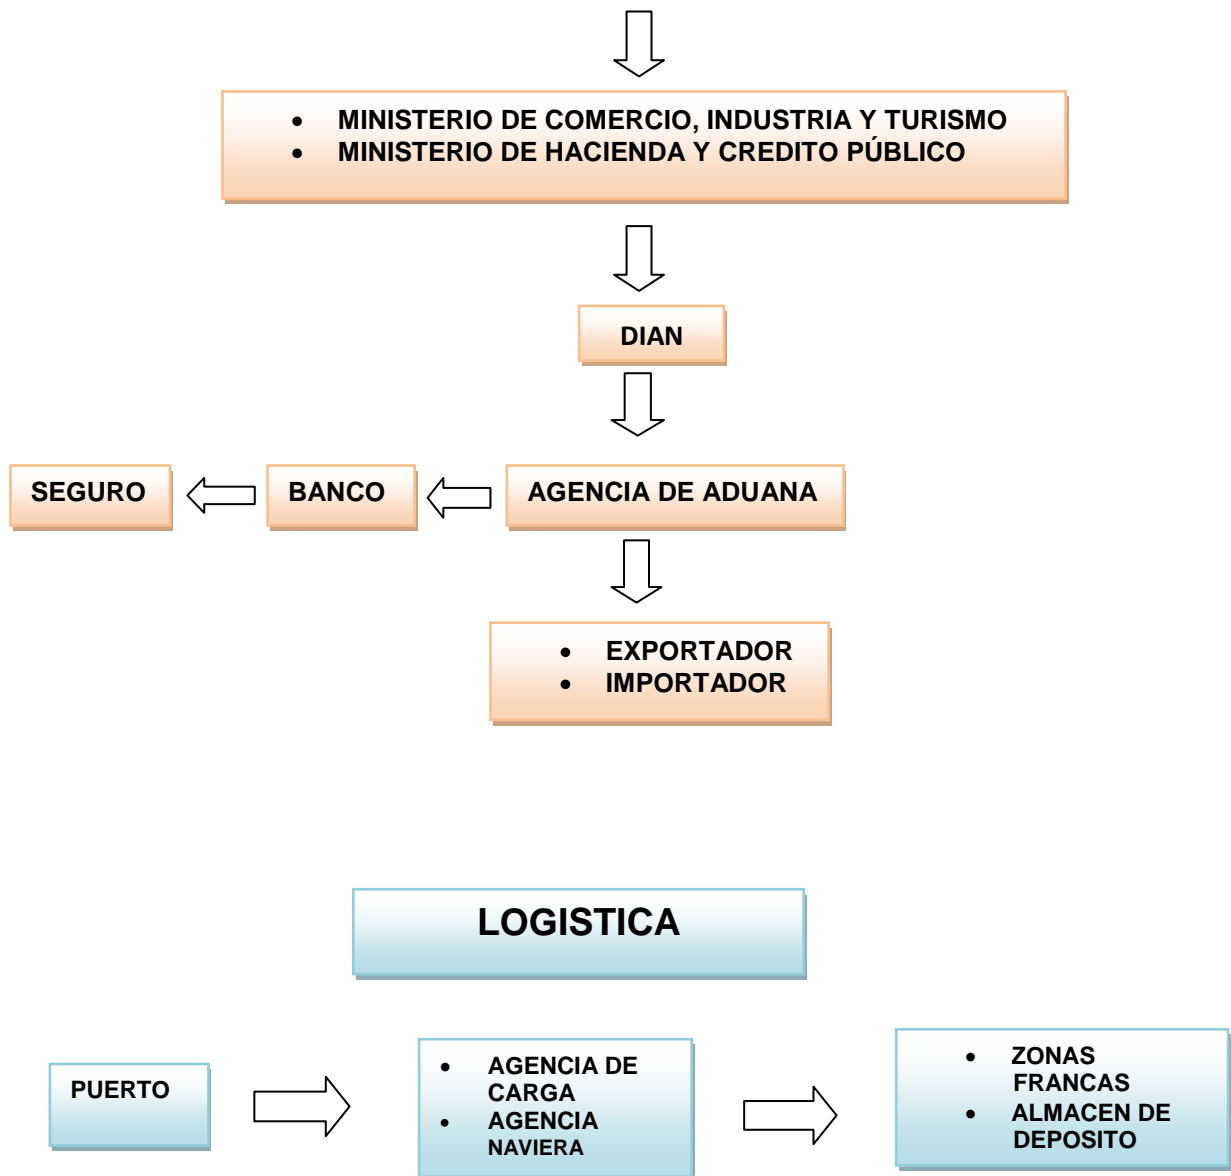 • MINISTERIO DE COMERCIO, INDUSTRIA Y TURISMO
• MINISTERIO DE HACIENDA Y CREDITO PÚBLICO
DIAN
SEGURO
BANCO
AGENCIA DE ADUANA
• EXPORTADOR
• IMPORTADOR
LOGISTICA
PUERTO
• AGENCIA DE
CARGA
• AGENCIA
NAVIERA
• ZONAS
FRANCAS
• ALMACEN DE
DEPOSITO